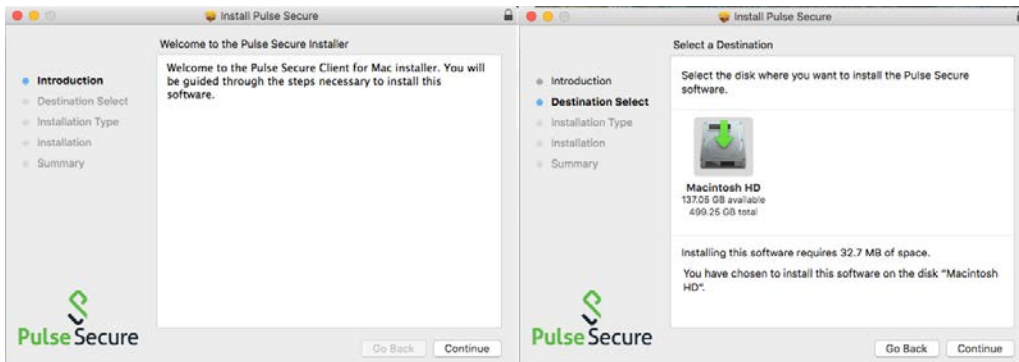 Install Pulse Secure
Welcome to the Pulse Secure Installer
Introduction
Destination Select
Installation Type
Installation
Summary
Welcome to the Pulse Secure Client for Mac installer. You will
be guided through the steps necessary to install this
software.
Pulse Secure
Go Back
Continue
Install Pulse Secure
Select a Destination
Introduction
Destination Select
Installation Type
Installation
Summary
Select the disk where you want to install the Pulse Secure
software.
Macintosh HD
137.05 GB available
499.25 GB total
Installing this software requires 32.7 MB of space.
You have chosen to install this software on the disk “Macintosh
HD”.
Pulse Secure
Go Back
Continue